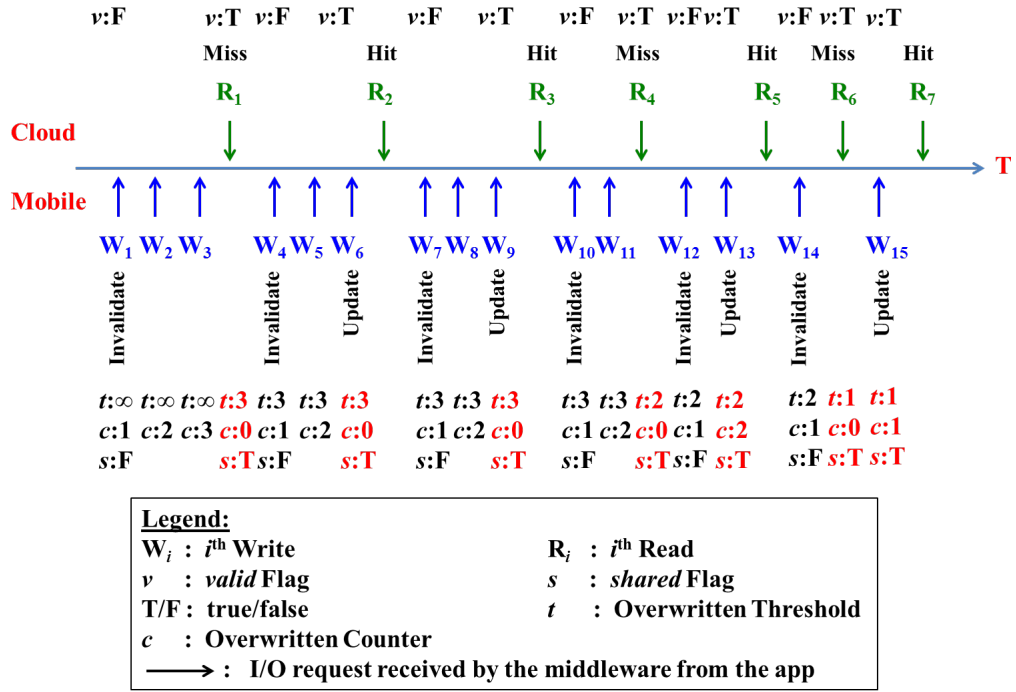 v:F v:T v:F v:T v:F v:T v:F v:T v:F v:T v:F v:T v:T
Miss Hit Hit Miss Hit Miss Hit
R1 R2 R3 R4 R5 R6 R7
Cloud
T
Mobile
W1 W2 W3 W4 W5 W6 W7 W8 W9 W10 W11 W12 W13 W14 W15
Invalidate Invalidate Update Invalidate Update Invalidate Invalidate Update Invalidate Update
t:∞ t:∞ t:∞ t:3 t:3 t:3 t:3 t:3 t:3 t:3 t:3 t:3 t:2 t:2 t:2 t:2 t:1 t:1
c:1 c:2 c:3 c:0 c:1 c:2 c:0 c:1 c:2 c:0 c:1 c:2 c:0 c:1 c:2 c:1 c:0 c:1
s:F s:T s:F s:T s:F s:T s:F s:T s:F s:T s:F s:T s:T
Legend:
Wi : ith Write Ri : ith Read
v : valid Flag s : shared Flag
T/F : true/false t : Overwritten Threshold
c : Overwritten Counter
: I/O request received by the middleware from the app